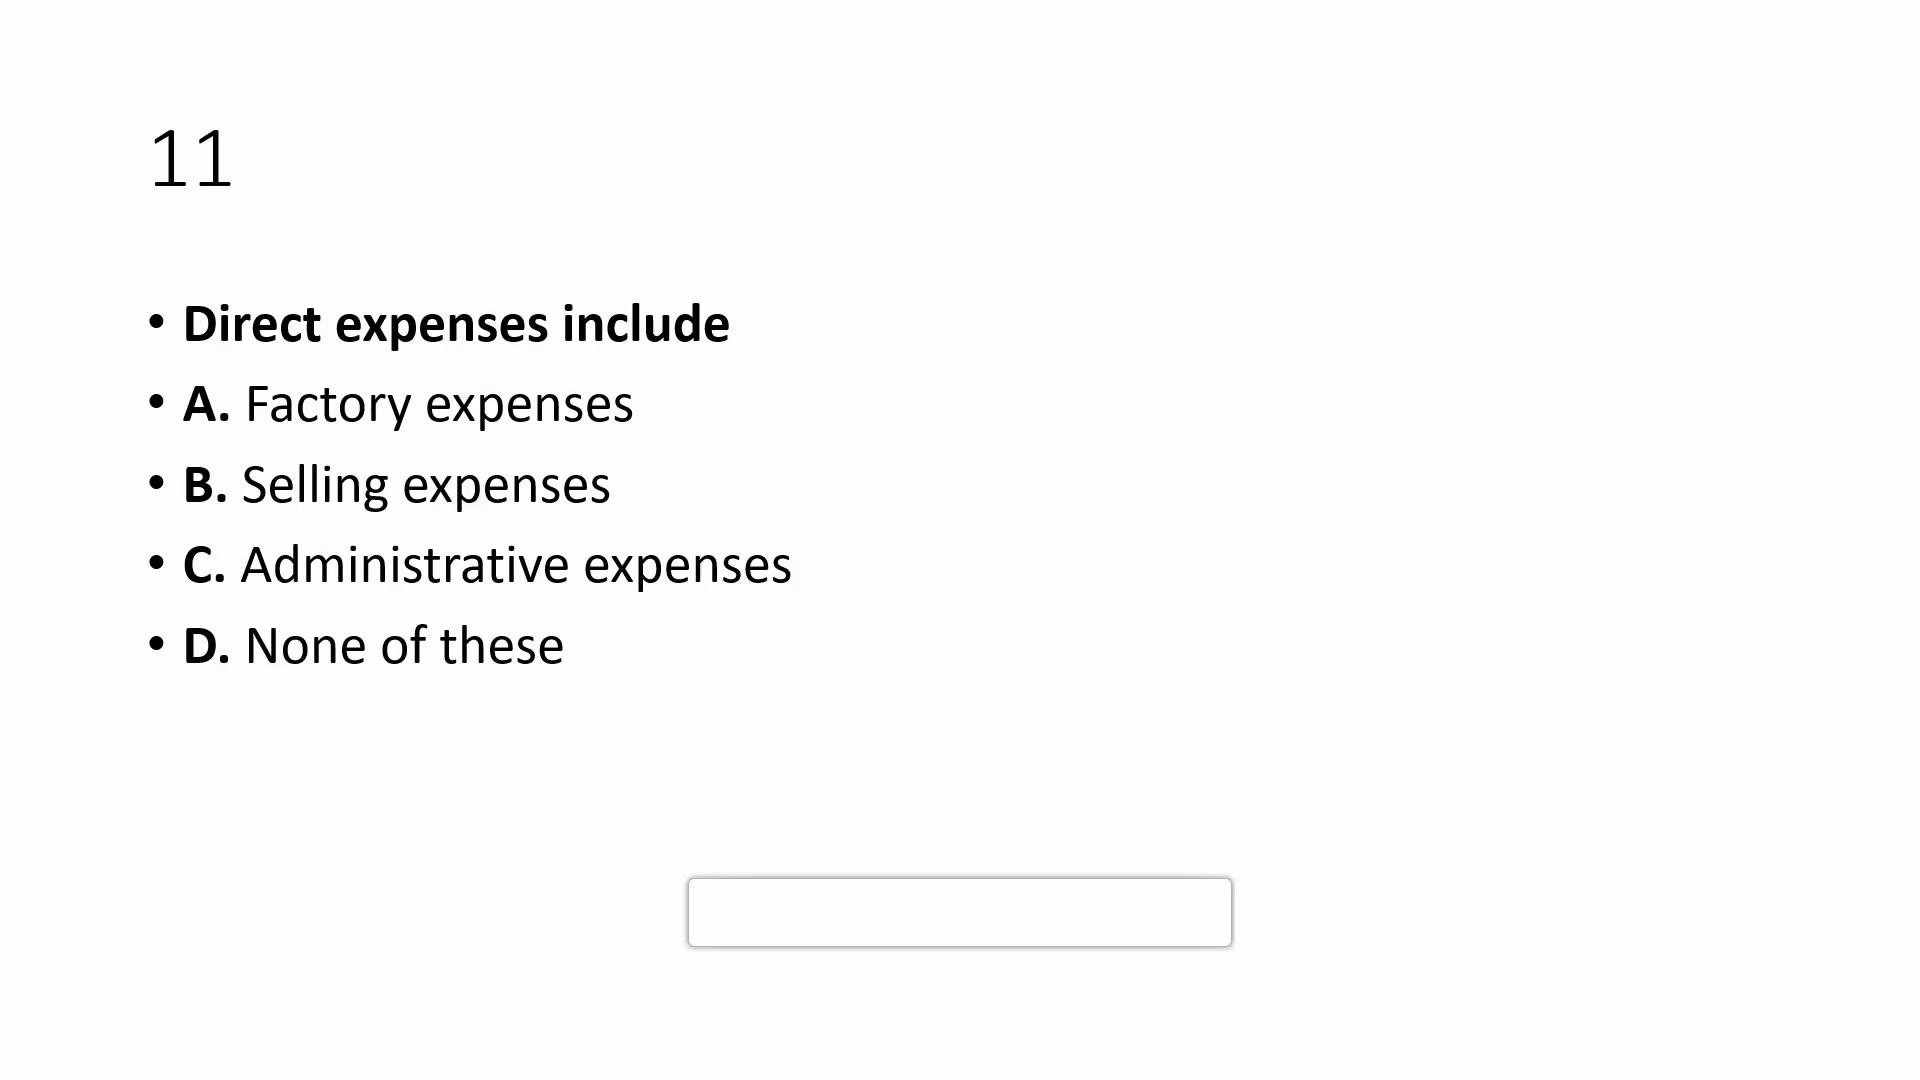 11
• Direct expenses include
• A. Factory expenses
• B. Selling expenses
• C. Administrative expenses
• D. None of these